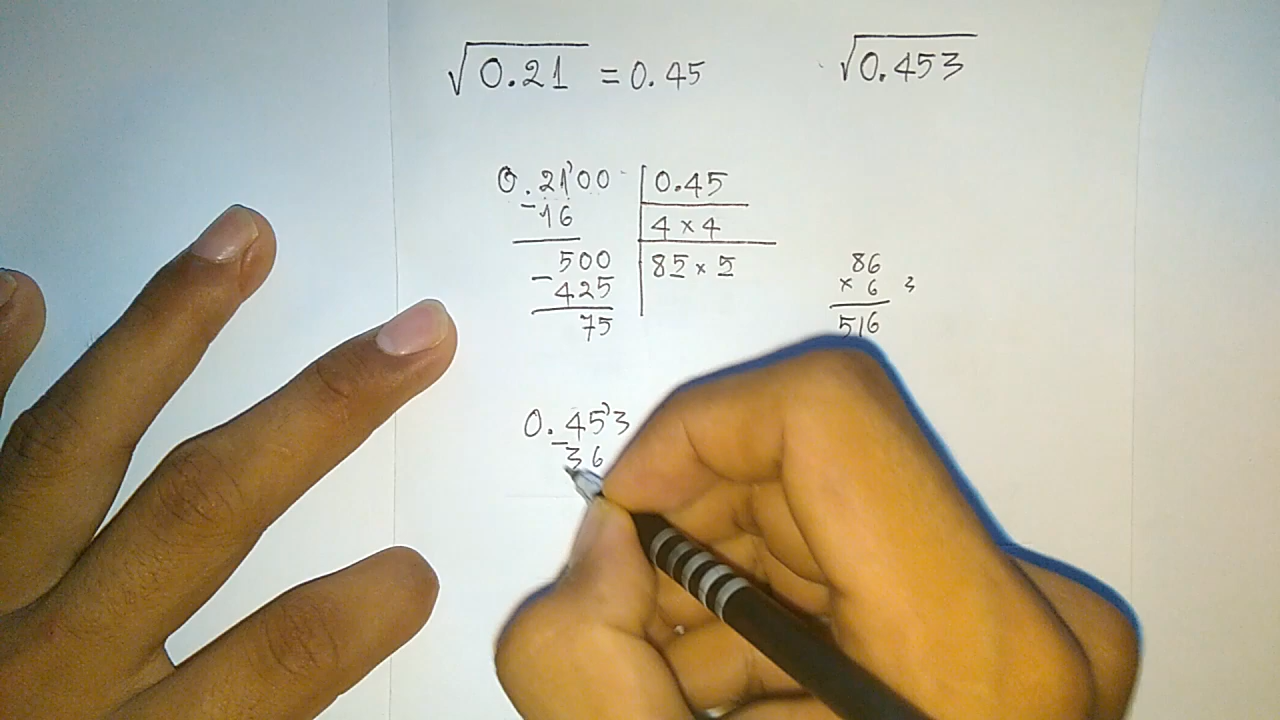 √0.21 = 0.45
√0.453
0.21'00 | 0.45
-16 | 4 × 4
500 | 85 × 5
-425
75
86
× 6 3
516
0.45'3
-36